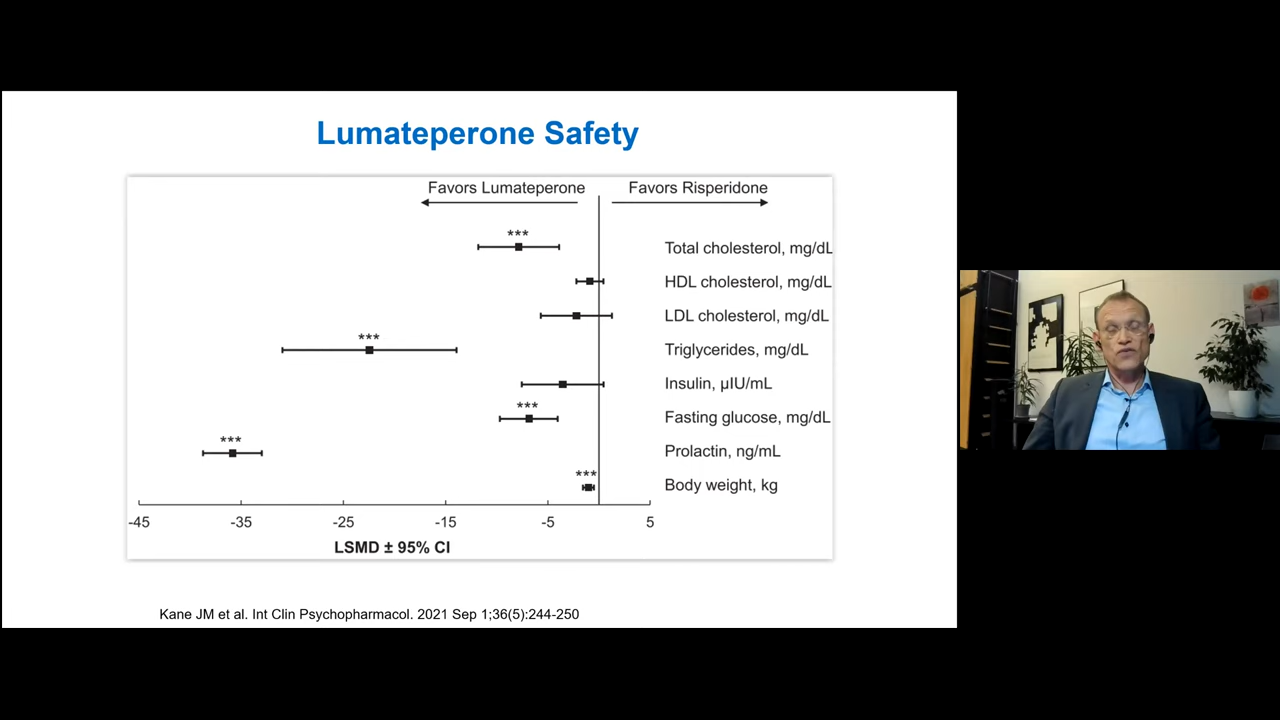 Lumateperone Safety
Favors Lumateperone
Favors Risperidone
***
Total cholesterol, mg/dL
HDL cholesterol, mg/dL
LDL cholesterol, mg/dL
***
Triglycerides, mg/dL
Insulin, µIU/mL
***
Fasting glucose, mg/dL
***
Prolactin, ng/mL
***
Body weight, kg
-45 -35 -25 -15 -5 5
LSMD ± 95% CI
Kane JM et al. Int Clin Psychopharmacol. 2021 Sep 1;36(5):244-250